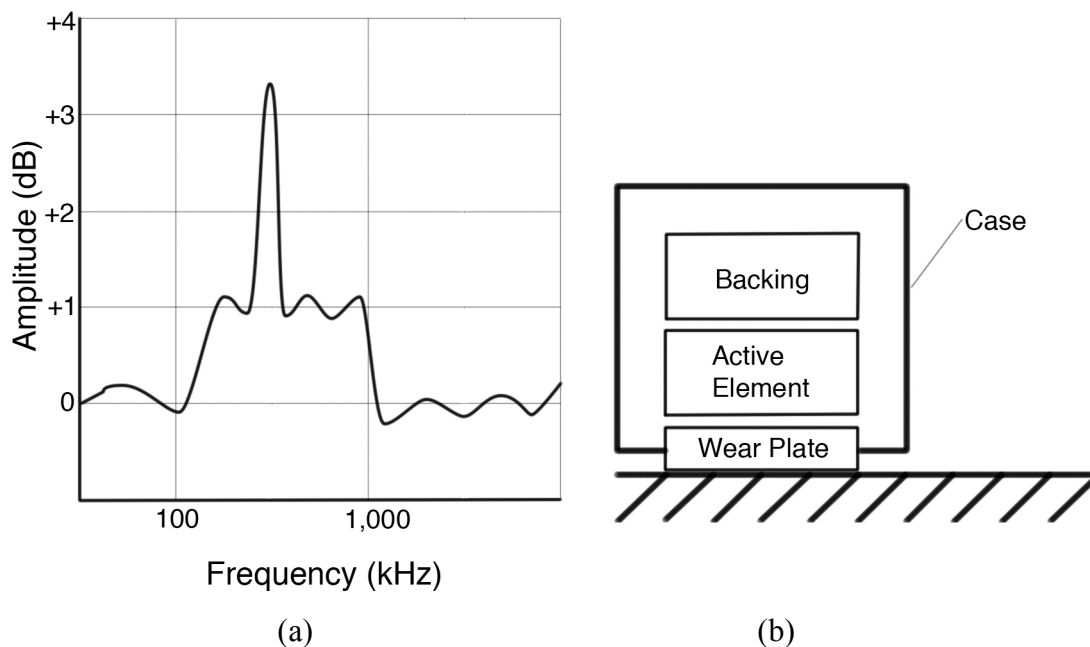 +4
+3
+2
+1
0
Amplitude (dB)
100
1,000
Frequency (kHz)
(a)
Case
Backing
Active
Element
Wear Plate
(b)